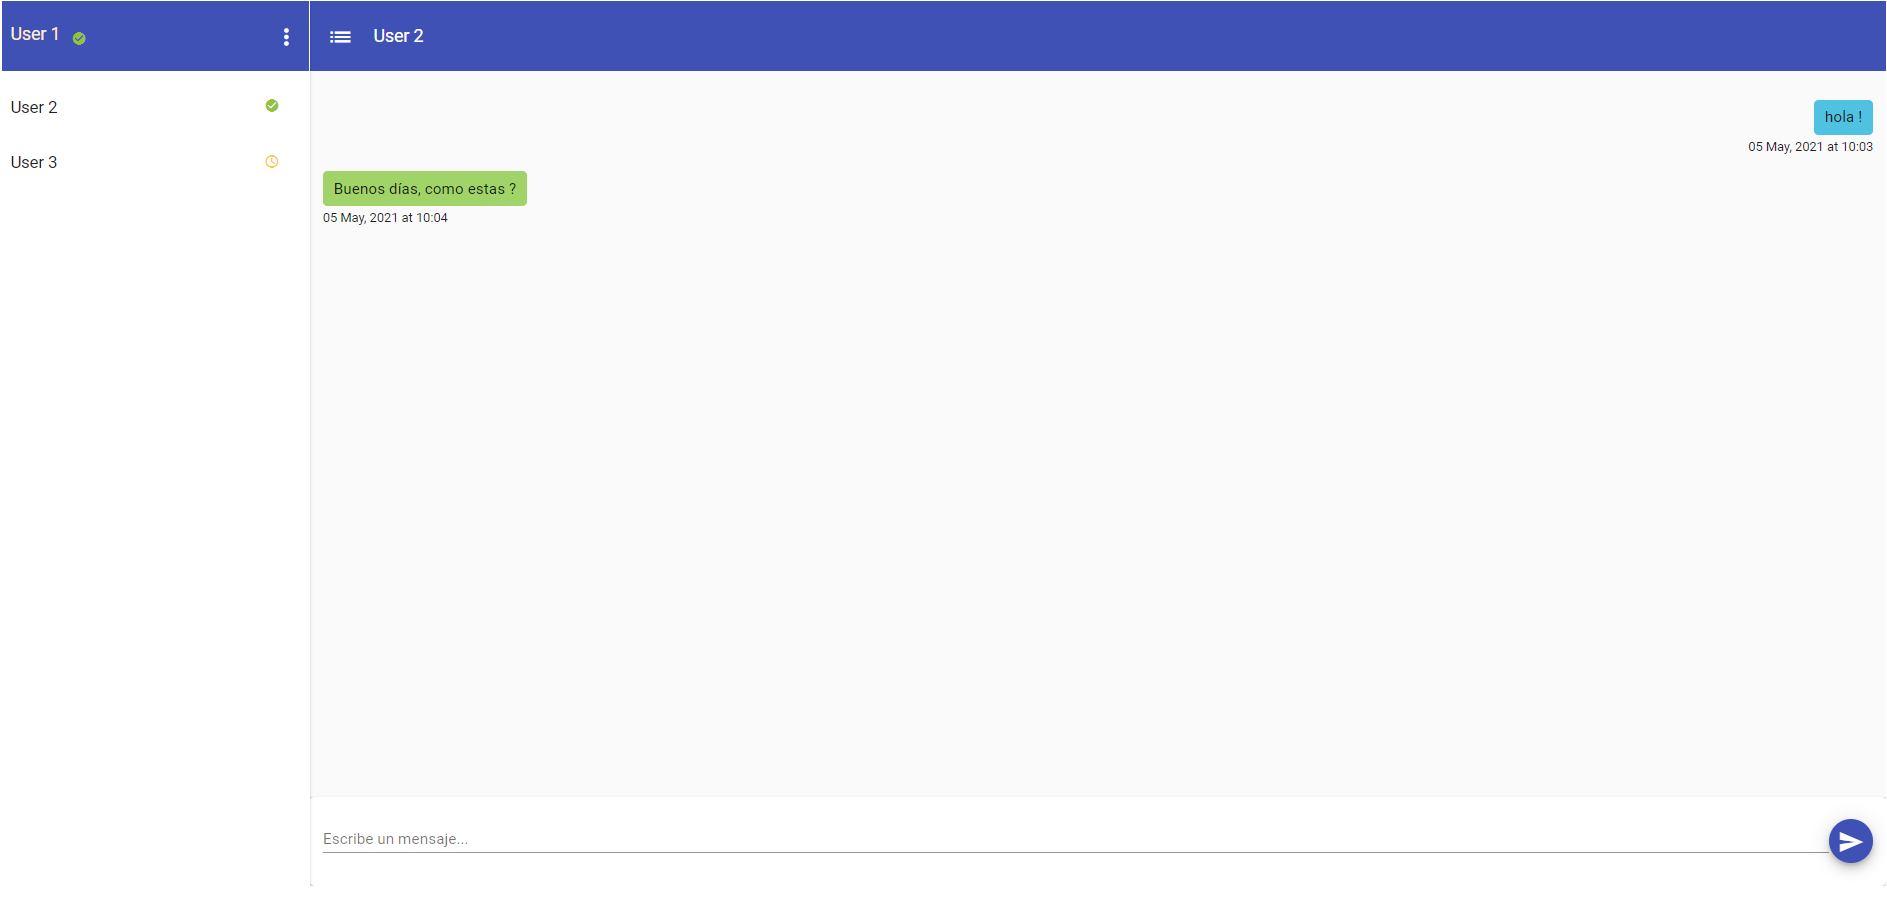 User 1
User 2
User 2
User 3
hola !
05 May, 2021 at 10:03
Buenos días, como estas ?
05 May, 2021 at 10:04
Escribe un mensaje...